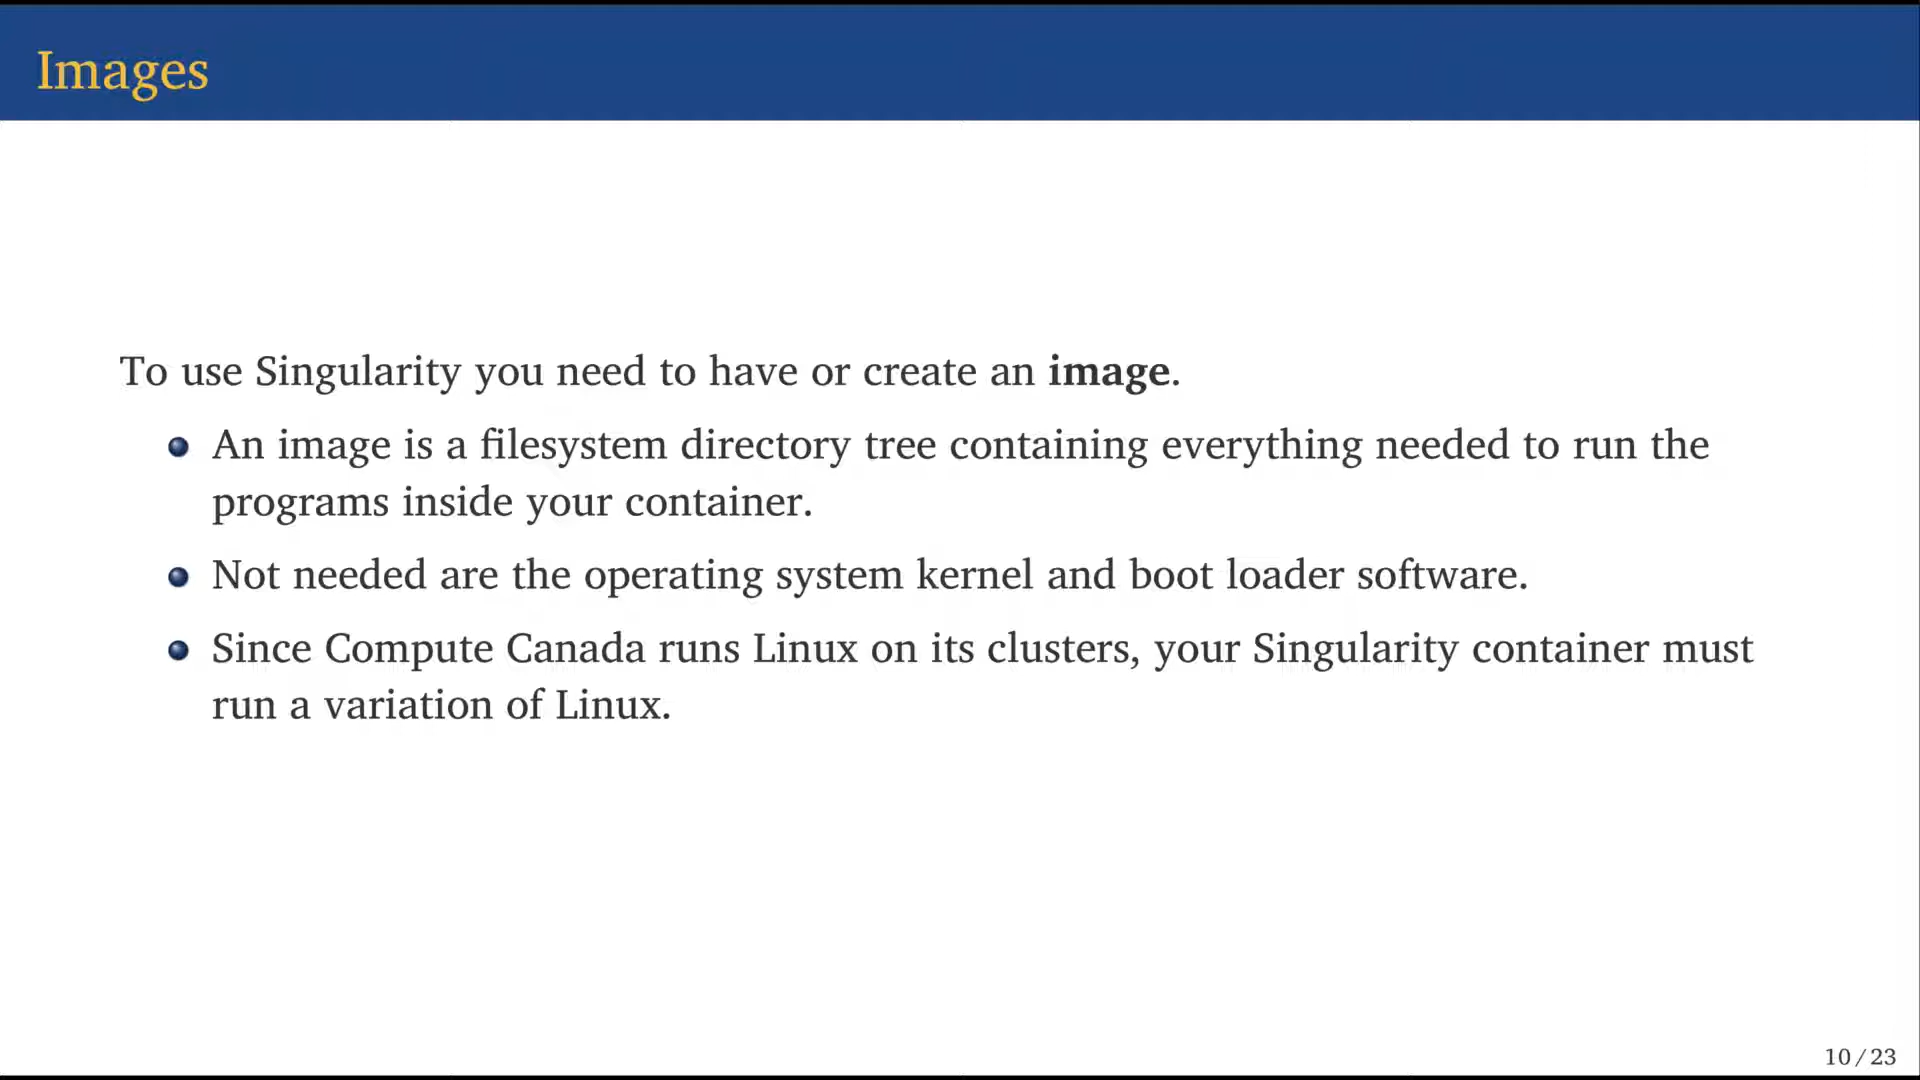 Images
To use Singularity you need to have or create an image.
An image is a filesystem directory tree containing everything needed to run the
programs inside your container.
Not needed are the operating system kernel and boot loader software.
Since Compute Canada runs Linux on its clusters, your Singularity container must
run a variation of Linux.
10 / 23